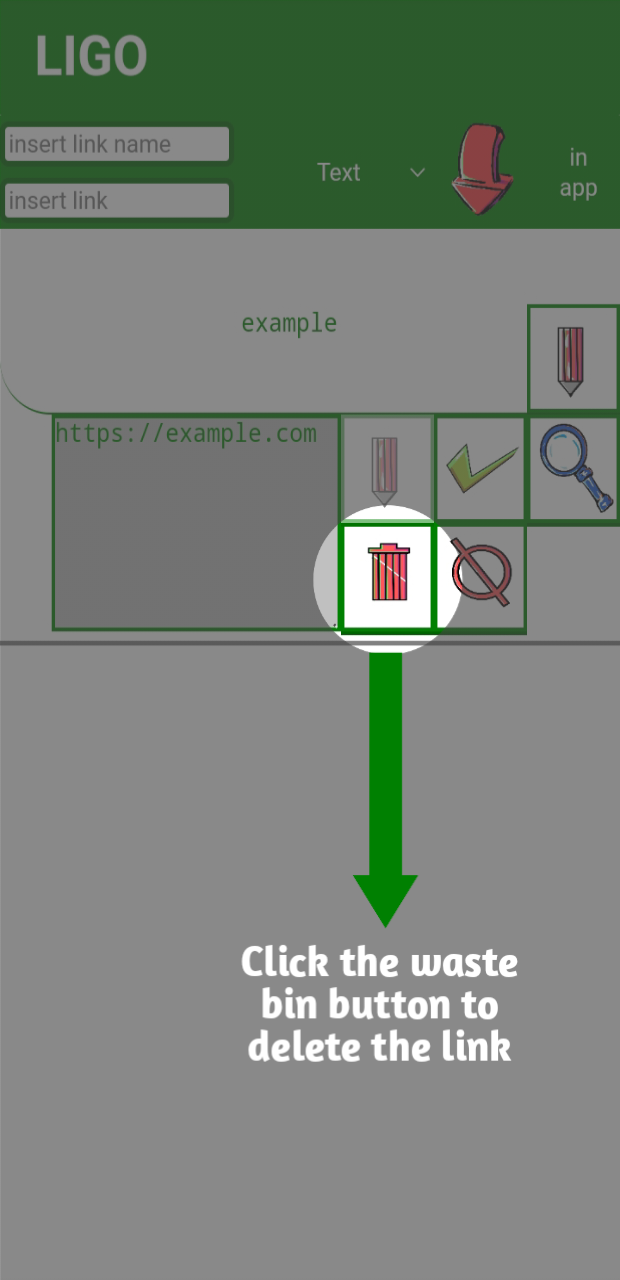 LIGO
insert link name
insert link
Text
in
app
example
https://example.com
Click the waste
bin button to
delete the link